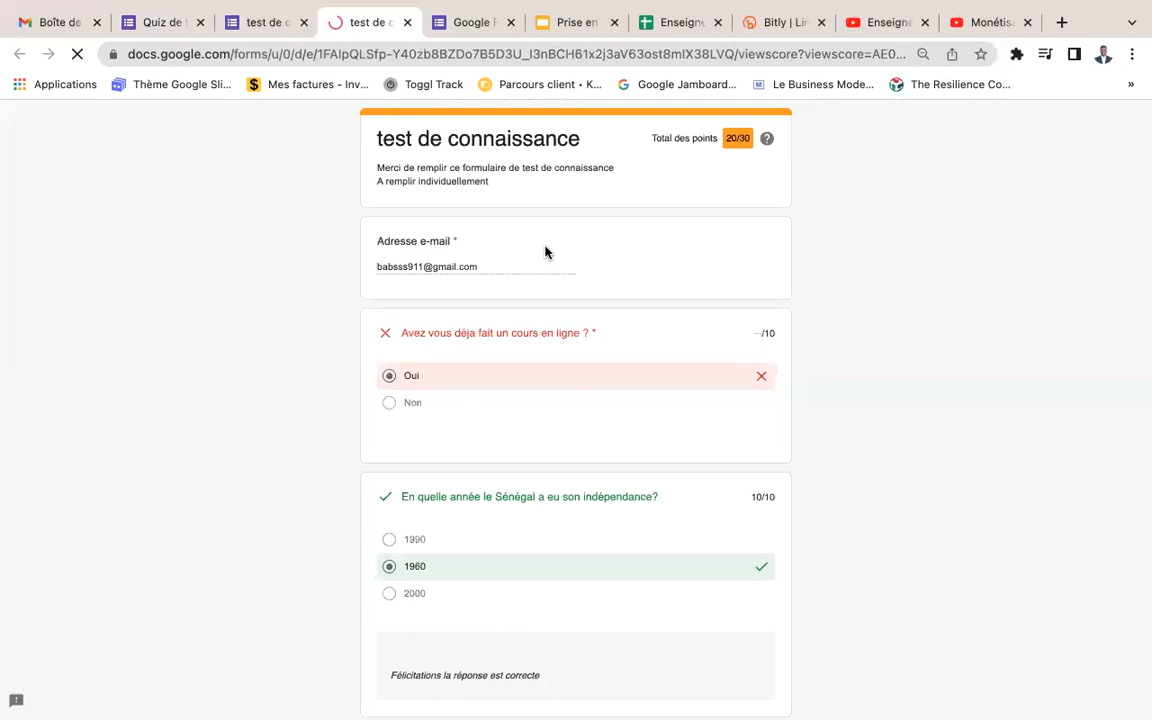 Boîte de
Quiz de f
test de c
test de c
Google F
Prise en
Enseigne
Bitly | Lin
Enseigne
Monétis
docs.google.com/forms/u/0/d/e/1FAIpQLSfp-Y40zb8BZDo7B5D3U_I3nBCH61x2j3aV63ost8mIX38LVQ/viewscore?viewscore=AE0...
Applications
Thème Google Sli...
Mes factures - Inv...
Toggl Track
Parcours client • K...
Google Jamboard...
Le Business Mode...
The Resilience Co...
»
test de connaissance
Total des points 20/30
Merci de remplir ce formulaire de test de connaissance
A remplir individuellement
Adresse e-mail *
babsss911@gmail.com
Avez vous déja fait un cours en ligne ? *
···/10
Oui
Non
En quelle année le Sénégal a eu son indépendance?
10/10
1990
1960
2000
Félicitations la réponse est correcte